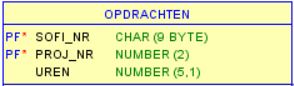 OPDRACHTEN
PF* SOFI_NR CHAR (9 BYTE)
PF* PROJ_NR NUMBER (2)
UREN NUMBER (5,1)